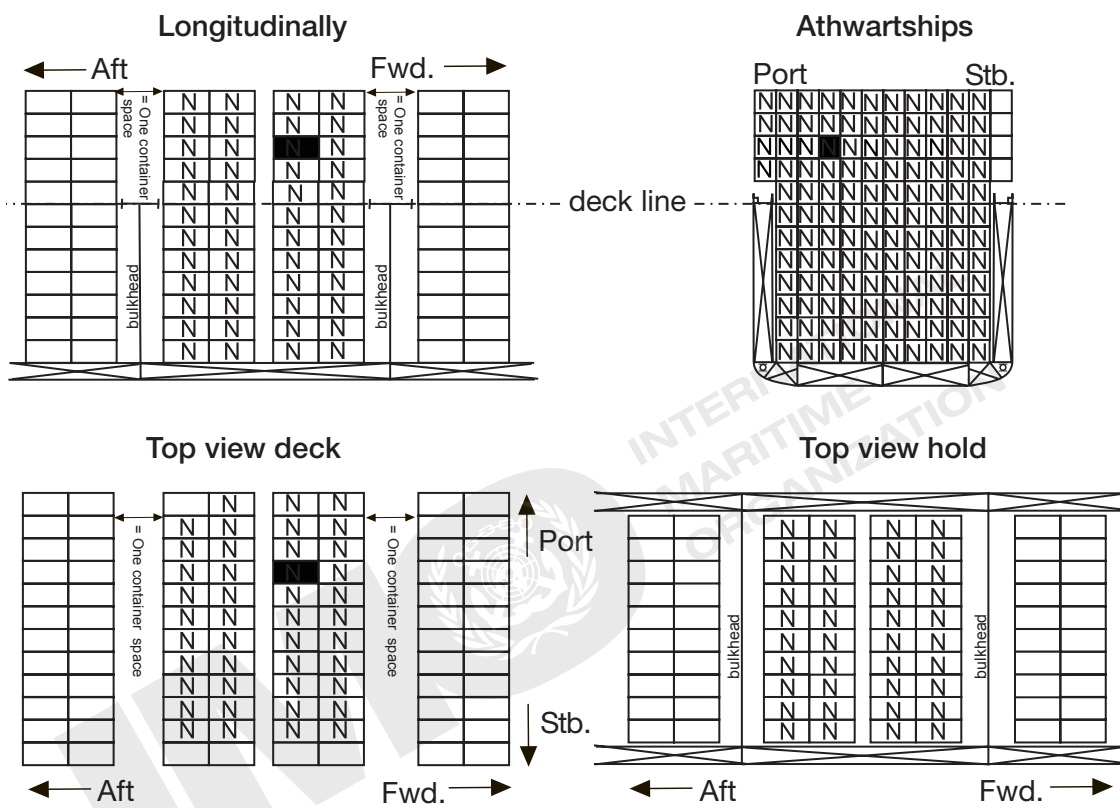 Longitudinally
Aft
Fwd.
= One container
space
= One container
space
N N N N
N N N N
N N N N
N N N N
N N N N
N N N N
N N N N
N N N N
N N N N
N N N N
N N N N
N N N N
bulkhead
bulkhead
deck line
Athwartships
Port
Stb.
N N N N N N N N N N N
N N N N N N N N N N N
N N N N N N N N N N N
N N N N N N N N N N N
N N N N N N N N N N
N N N N N N N N N N
N N N N N N N N N N
N N N N N N N N N N
N N N N N N N N N N
N N N N N N N N N N
N N N N N N N N N N
N N N N N N N N N N
MARITIME
ORGANIZATION
Top view deck
N N N
N N N N
N N N N
N N N N
N N N N
N N N N
N N N N
N N N N
N N N N
N N N N
N N N N
= One container space
= One container space
Port
Stb.
Aft
Fwd.
Top view hold
N N N N
N N N N
N N N N
N N N N
N N N N
N N N N
N N N N
N N N N
N N N N
N N N N
bulkhead
bulkhead
Aft
Fwd.